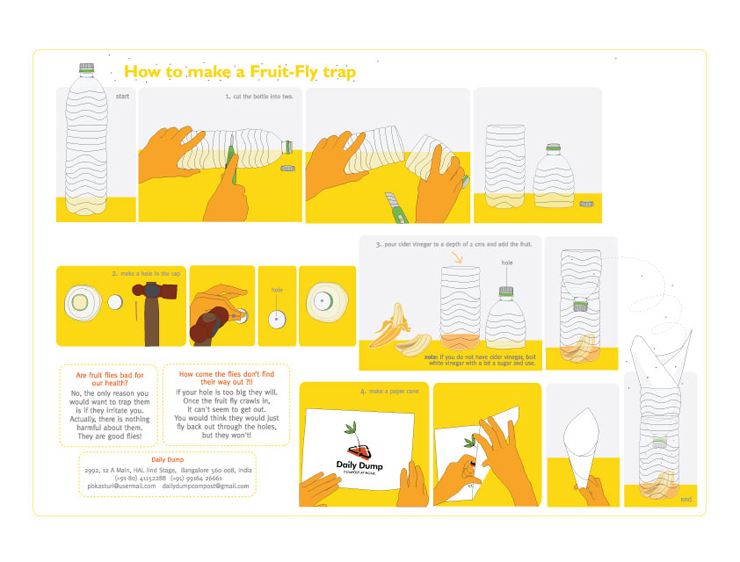 How to make a Fruit-Fly trap
start
1. cut the bottle into two.
2. make a hole in the cap
hole
3. pour cider vinegar to a depth of 2 cms and add the fruit.
hole
note: if you do not have cider vinegar, but
white vinegar with a bit a sugar and use.
Are fruit flies bad for
our health?
No, the only reason you
would want to trap them
is if they irritate you.
Actually, there is nothing
harmful about them.
They are good flies!
How come the flies don't find
their way out ?!!
If your hole is too big they will.
Once the fruit fly crawls in,
it can't seem to get out.
You would think they would just
fly back out through the holes,
but they won't!
Daily Dump
2992, 12 A Main, HAL IInd Stage, Bangalore 560 008, India
(+91 80) 41152288 (+91) 99164 26661
pbkasturi@usermail.com dailydumpcompost@gmail.com
4. make a paper cone
Daily Dump
COMPOST AT HOME
end